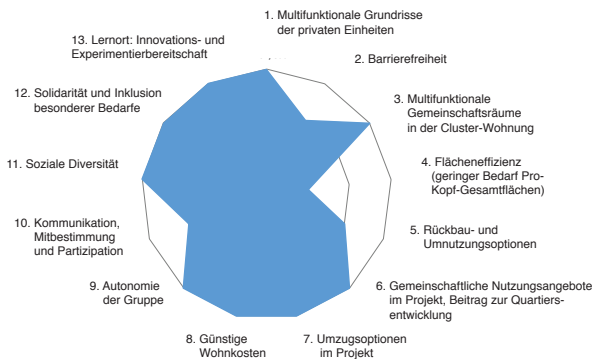 1. Multifunktionale Grundrisse
der privaten Einheiten
2. Barrierefreiheit
3. Multifunktionale
Gemeinschaftsräume
in der Cluster-Wohnung
4. Flächeneffizienz
(geringer Bedarf Pro-
Kopf-Gesamtflächen)
5. Rückbau- und
Umnutzungsoptionen
6. Gemeinschaftliche Nutzungsangebote
im Projekt, Beitrag zur Quartiers-
entwicklung
7. Umzugsoptionen
im Projekt
8. Günstige
Wohnkosten
9. Autonomie
der Gruppe
10. Kommunikation,
Mitbestimmung
und Partizipation
11. Soziale Diversität
12. Solidarität und Inklusion
besonderer Bedarfe
13. Lernort: Innovations- und
Experimentierbereitschaft